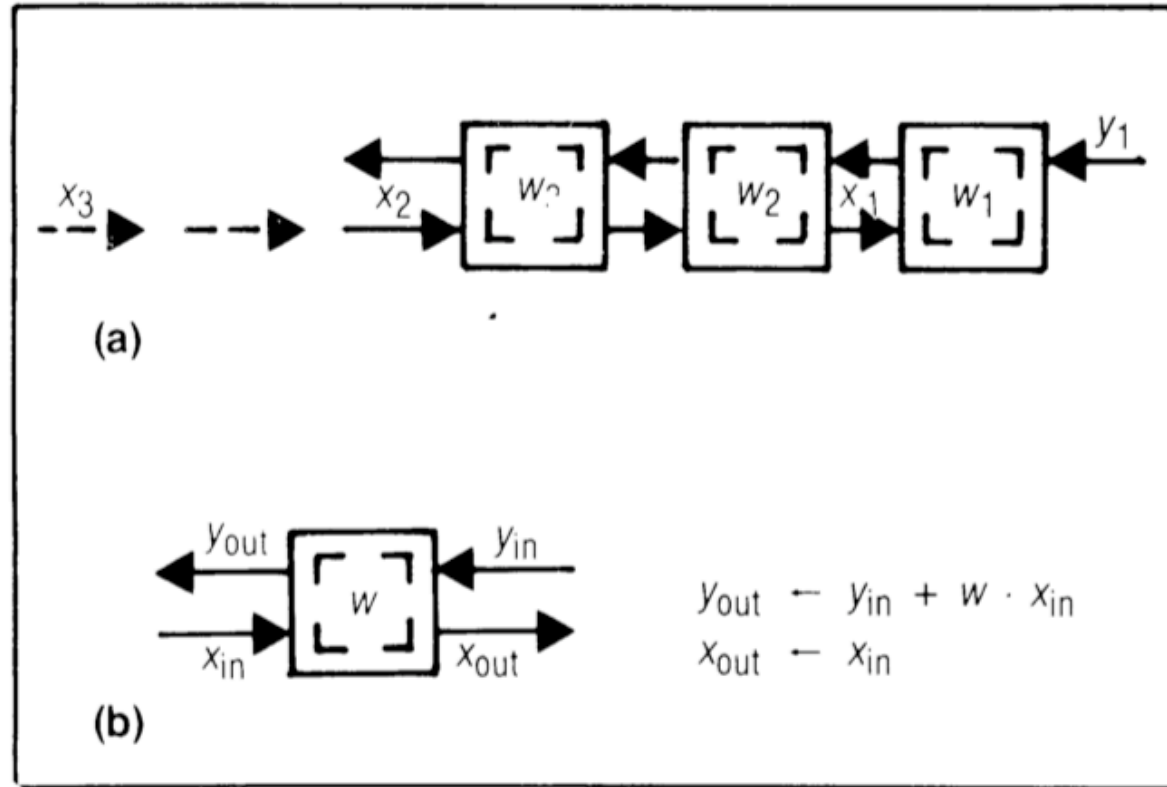 y1
x3 x2 w2 x1 w1
(a)
yout yin
w
xin xout
yout ← yin + w · xin
xout ← xin
(b)